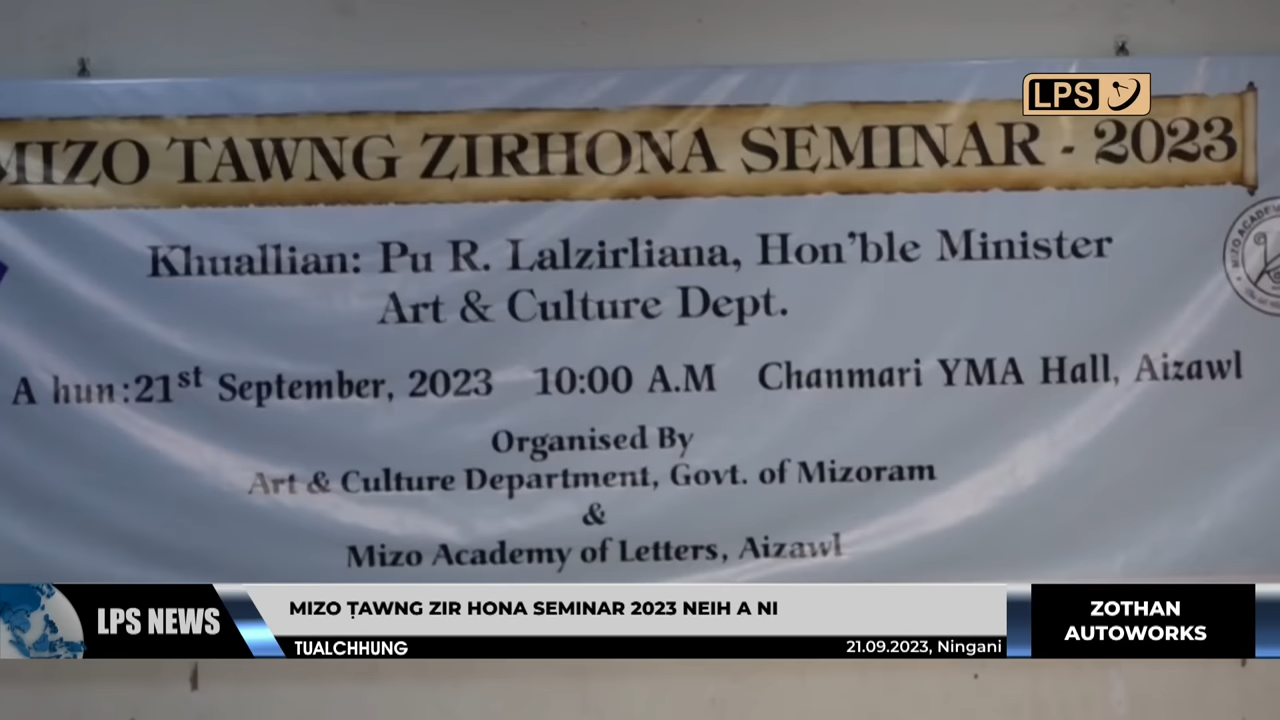 LPS
MIZO TAWNG ZIRHONA SEMINAR - 2023
Khuallian: Pu R. Lalzirliana, Hon'ble Minister
Art & Culture Dept.
A hun:21st September, 2023 10:00 A.M Chanmari YMA Hall, Aizawl
Organised By
Art & Culture Department, Govt. of Mizoram
&
Mizo Academy of Letters, Aizawl
LPS NEWS
MIZO ṬAWNG ZIR HONA SEMINAR 2023 NEIH A NI
TUALCHHUNG
21.09.2023, Ningani
ZOTHAN
AUTOWORKS